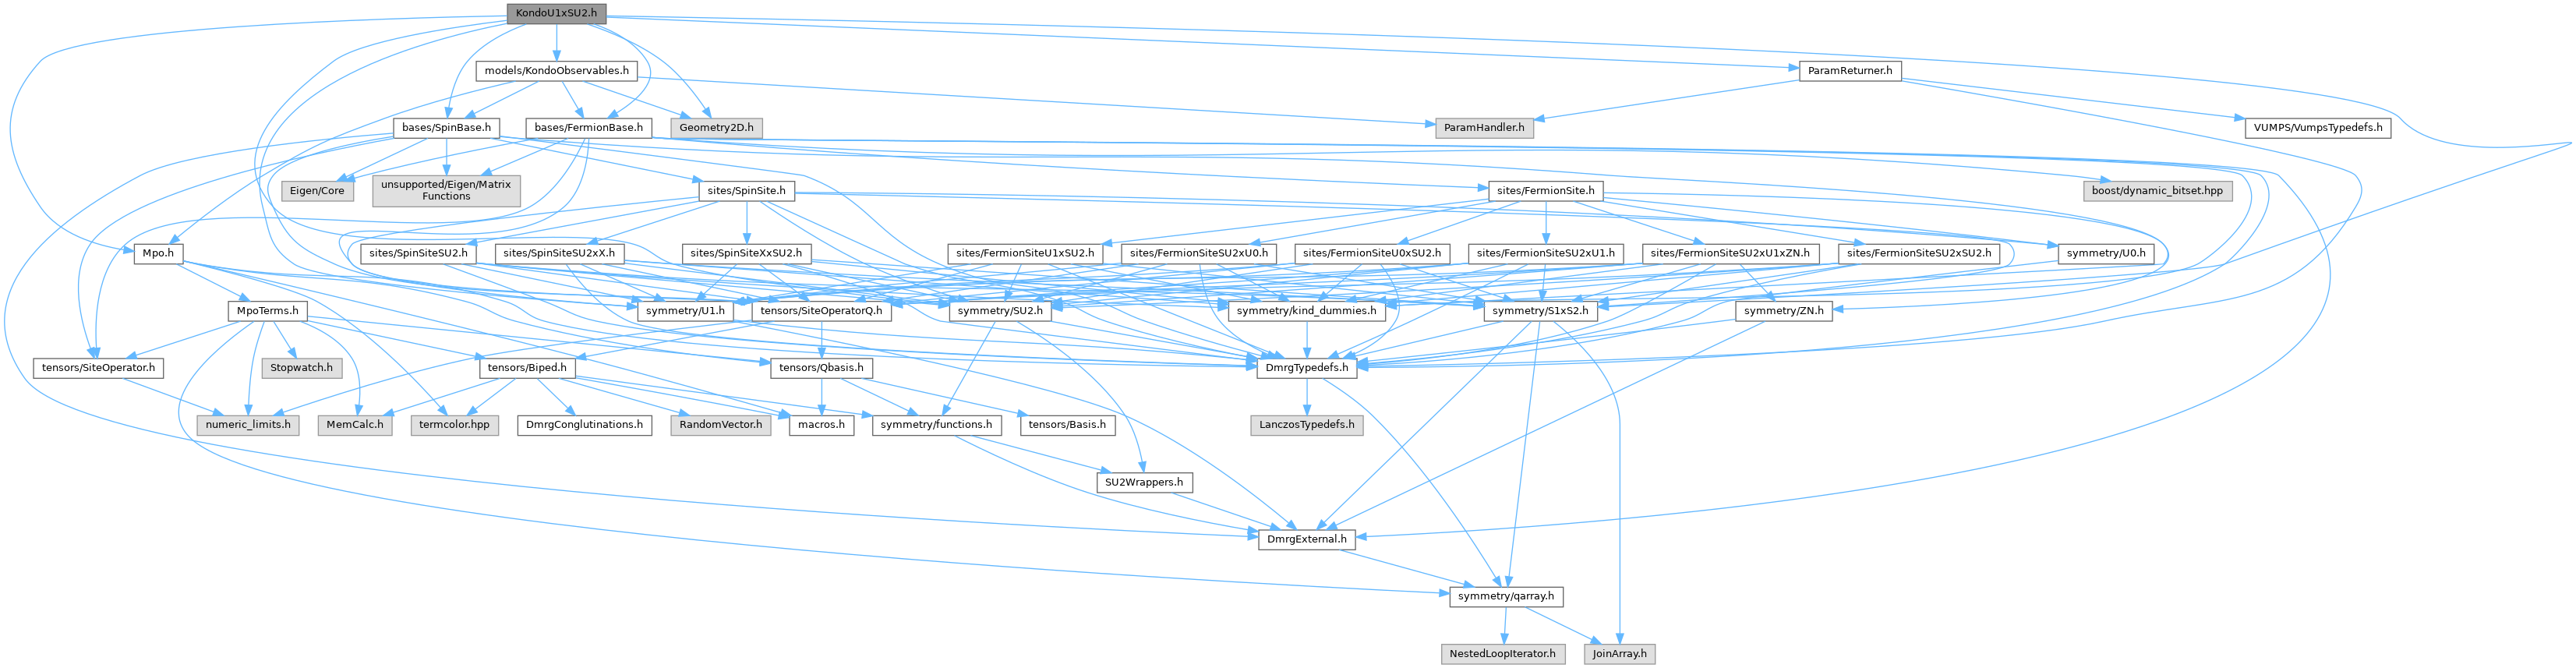 KondoU1xSU2.h
models/KondoObservables.h
ParamReturner.h
bases/SpinBase.h
bases/FermionBase.h
Geometry2D.h
ParamHandler.h
VUMPS/VumpsTypedefs.h
Eigen/Core
unsupported/Eigen/Matrix
Functions
sites/SpinSite.h
sites/FermionSite.h
boost/dynamic_bitset.hpp
Mpo.h
sites/SpinSiteSU2.h
sites/SpinSiteSU2xX.h
sites/SpinSiteXxSU2.h
sites/FermionSiteU1xSU2.h
sites/FermionSiteSU2xU0.h
sites/FermionSiteU0xSU2.h
sites/FermionSiteSU2xU1.h
sites/FermionSiteSU2xU1xZN.h
sites/FermionSiteSU2xSU2.h
symmetry/U0.h
MpoTerms.h
symmetry/U1.h
tensors/SiteOperatorQ.h
symmetry/SU2.h
symmetry/kind_dummies.h
symmetry/S1xS2.h
symmetry/ZN.h
tensors/SiteOperator.h
Stopwatch.h
tensors/Biped.h
tensors/Qbasis.h
DmrgTypedefs.h
numeric_limits.h
MemCalc.h
termcolor.hpp
DmrgConglutinations.h
RandomVector.h
macros.h
symmetry/functions.h
tensors/Basis.h
LanczosTypedefs.h
SU2Wrappers.h
DmrgExternal.h
symmetry/qarray.h
NestedLoopIterator.h
JoinArray.h